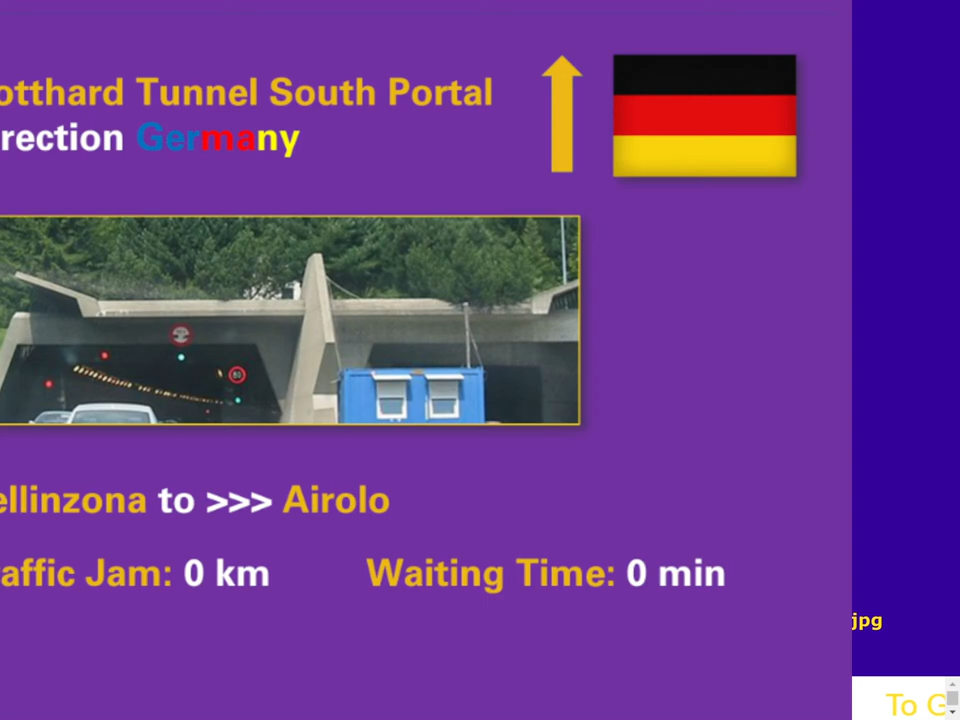 otthard Tunnel South Portal
rection Germany
80
ellinzona to >>> Airolo
affic Jam: 0 km Waiting Time: 0 min
jpg
To G